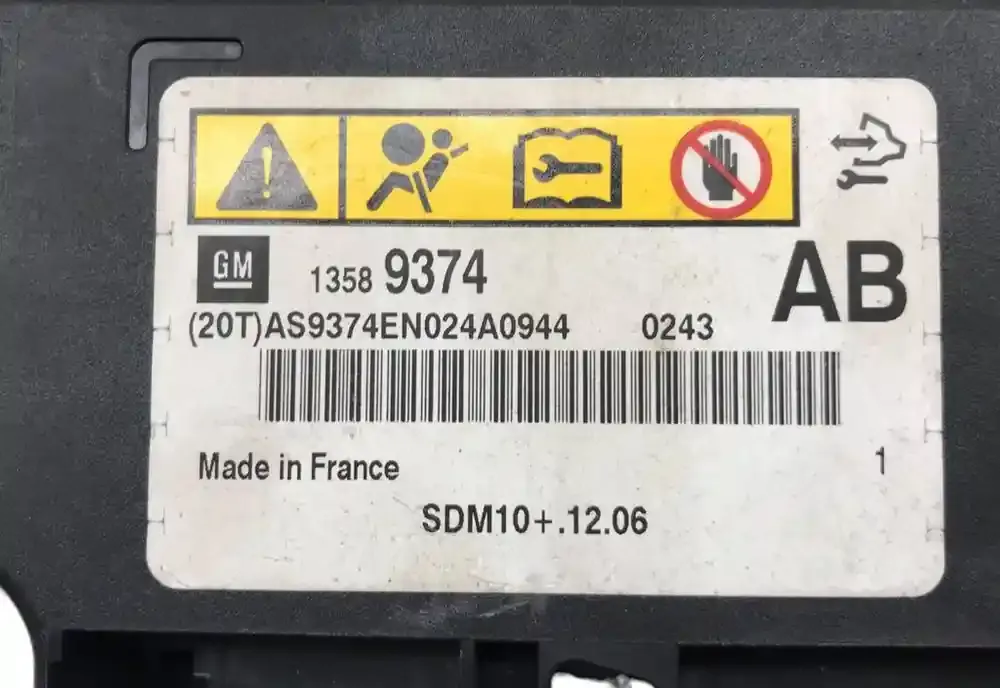 GM 1358 9374 AB
(20T)AS9374EN024A0944 0243
Made in France 1
SDM10+.12.06